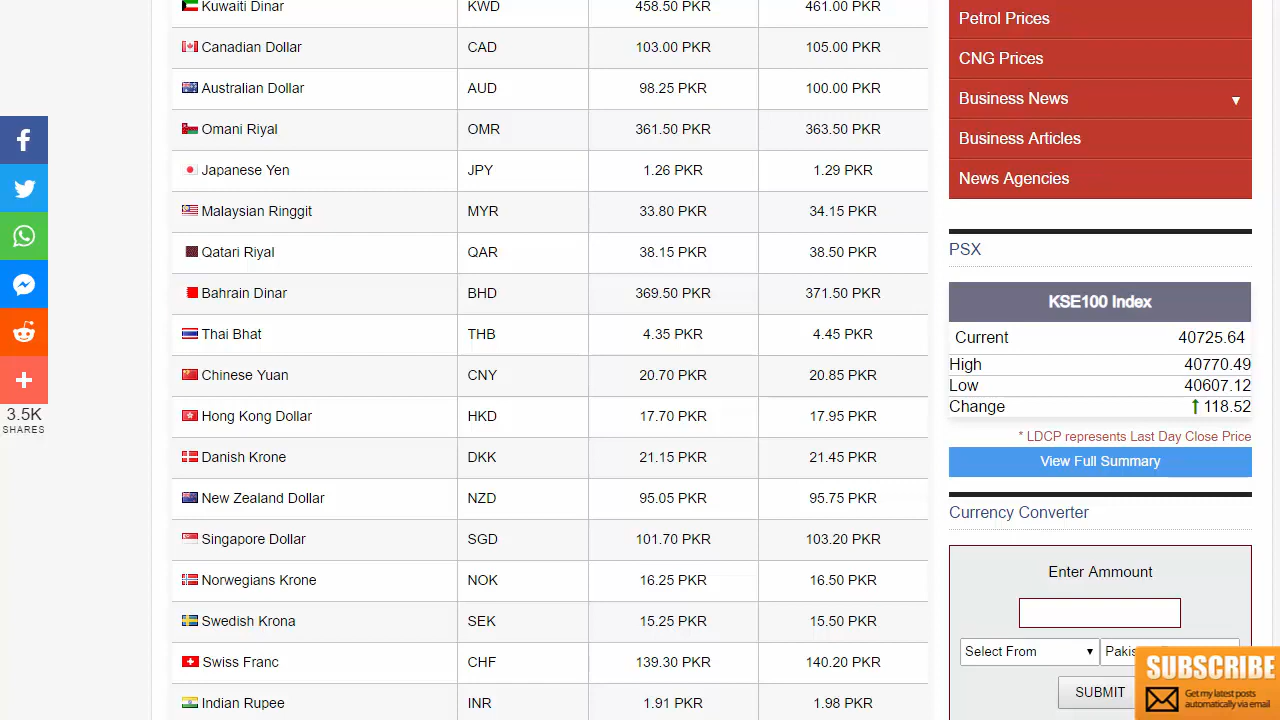 Kuwaiti Dinar KWD 458.50 PKR 461.00 PKR
Canadian Dollar CAD 103.00 PKR 105.00 PKR
Australian Dollar AUD 98.25 PKR 100.00 PKR
Omani Riyal OMR 361.50 PKR 363.50 PKR
Japanese Yen JPY 1.26 PKR 1.29 PKR
Malaysian Ringgit MYR 33.80 PKR 34.15 PKR
Qatari Riyal QAR 38.15 PKR 38.50 PKR
Bahrain Dinar BHD 369.50 PKR 371.50 PKR
Thai Bhat THB 4.35 PKR 4.45 PKR
Chinese Yuan CNY 20.70 PKR 20.85 PKR
Hong Kong Dollar HKD 17.70 PKR 17.95 PKR
Danish Krone DKK 21.15 PKR 21.45 PKR
New Zealand Dollar NZD 95.05 PKR 95.75 PKR
Singapore Dollar SGD 101.70 PKR 103.20 PKR
Norwegians Krone NOK 16.25 PKR 16.50 PKR
Swedish Krona SEK 15.25 PKR 15.50 PKR
Swiss Franc CHF 139.30 PKR 140.20 PKR
Indian Rupee INR 1.91 PKR 1.98 PKR
3.5K
SHARES
Petrol Prices
CNG Prices
Business News ▼
Business Articles
News Agencies
PSX
KSE100 Index
Current 40725.64
High 40770.49
Low 40607.12
Change 118.52
* LDCP represents Last Day Close Price
View Full Summary
Currency Converter
Enter Ammount
Select From
SUBMIT
SUBSCRIBE
Get my latest posts
automatically via email